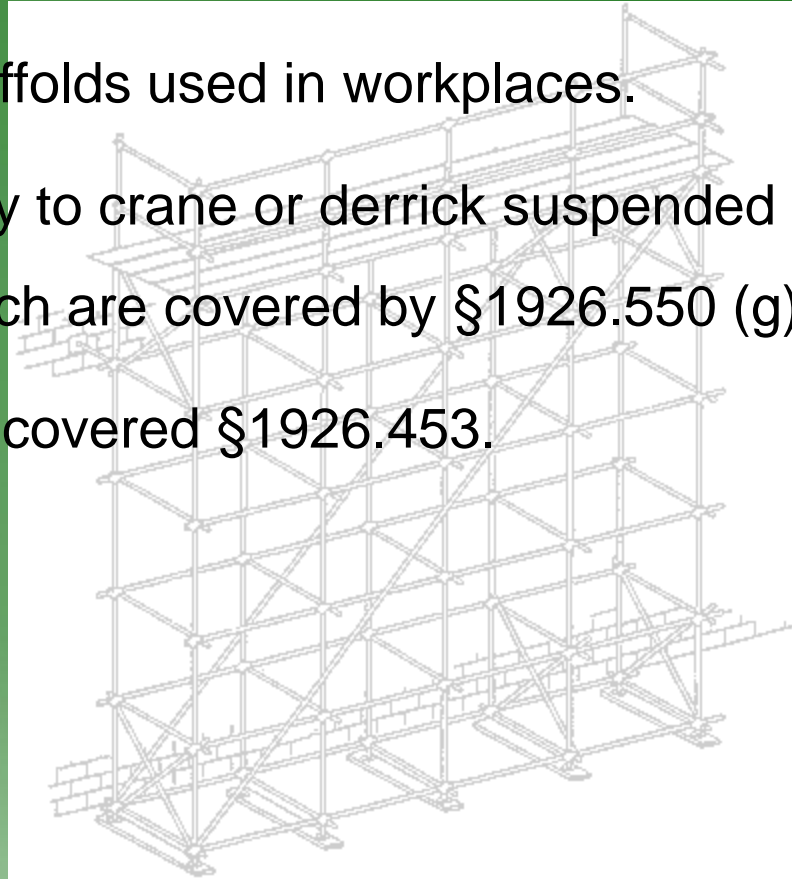 ffolds used in workplaces.
y to crane or derrick suspended
ch are covered by §1926.550 (g)
covered §1926.453.